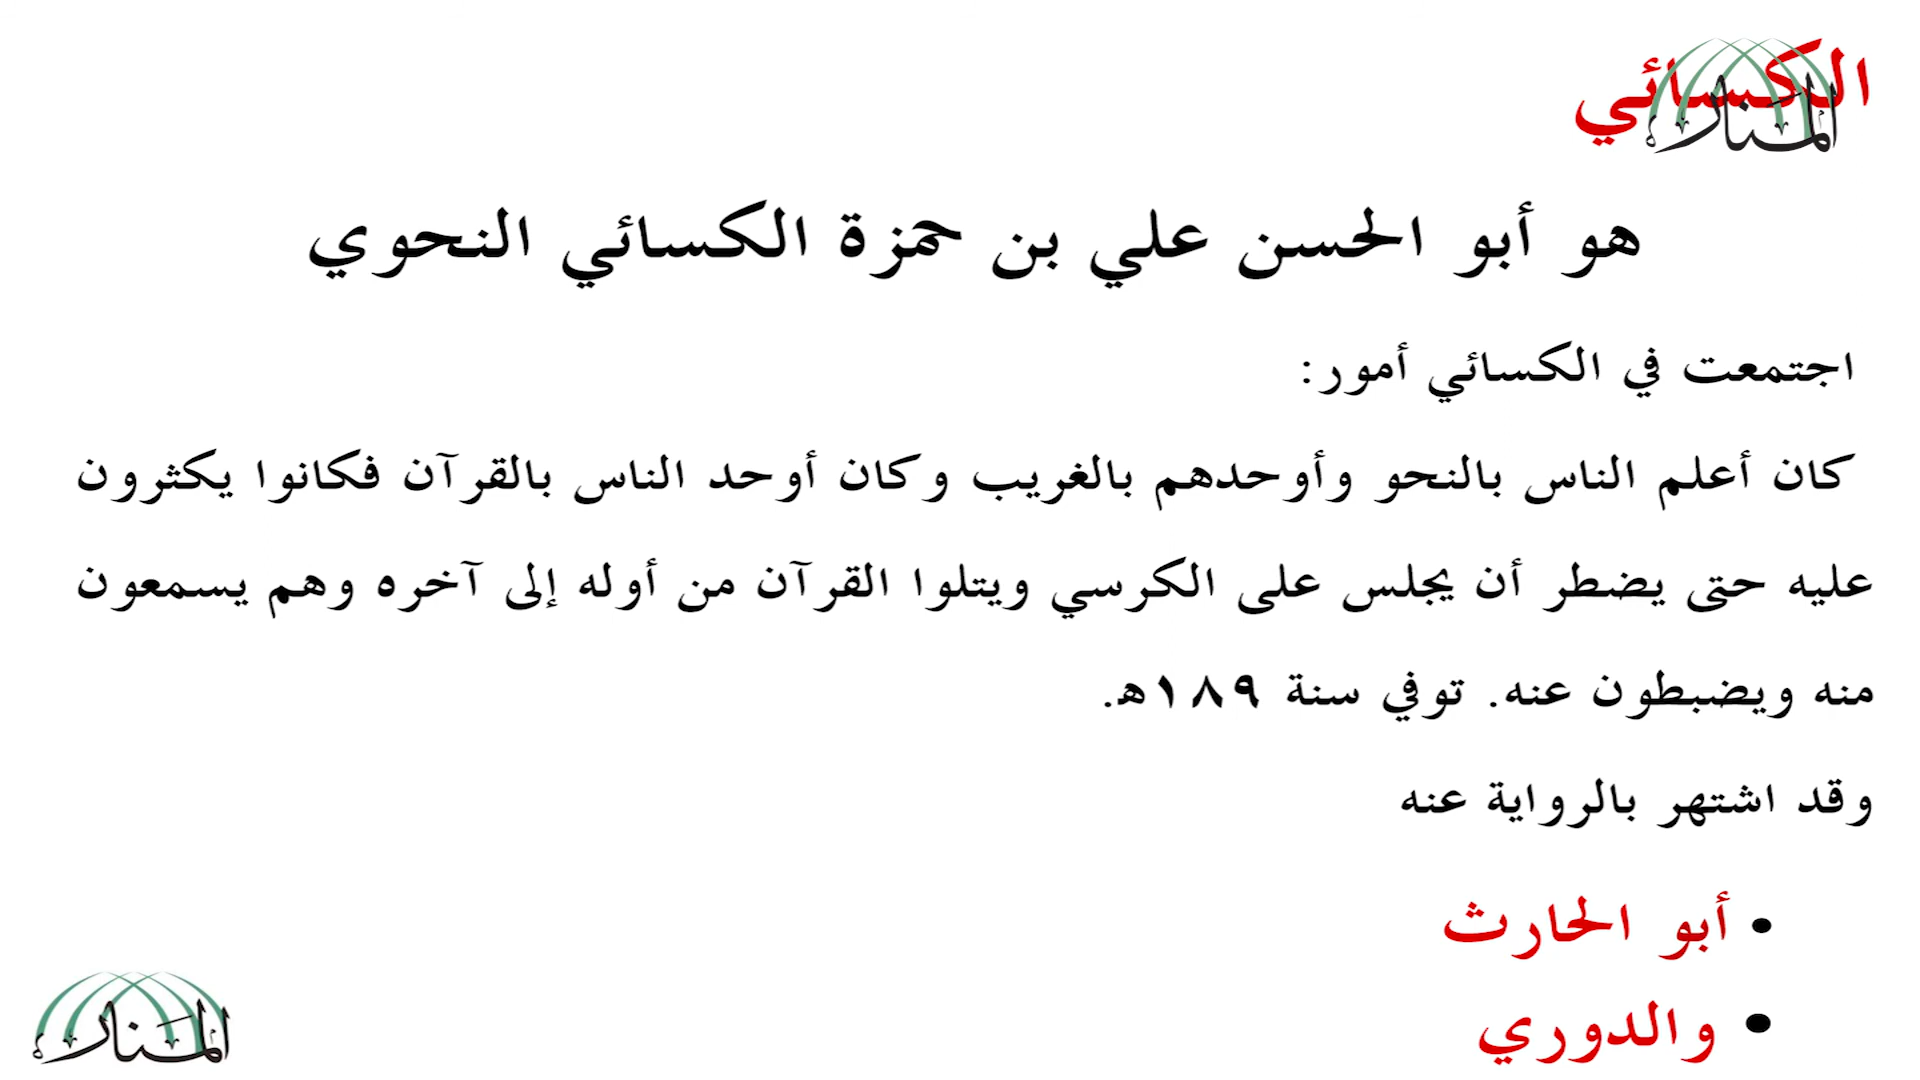 الكسائي
المنار
هو أبو الحسن علي بن حمزة الكسائي النحوي
اجتمعت في الكسائي أمور:
كان أعلم الناس بالنحو وأوحدهم بالغريب وكان أوحد الناس بالقرآن فكانوا يكثرون
عليه حتى يضطر أن يجلس على الكرسي ويتلوا القرآن من أوله إلى آخره وهم يسمعون
منه ويضبطون عنه. توفي سنة ١٨٩هـ.
وقد اشتهر بالرواية عنه
• أبو الحارث
• والدوري
المنار